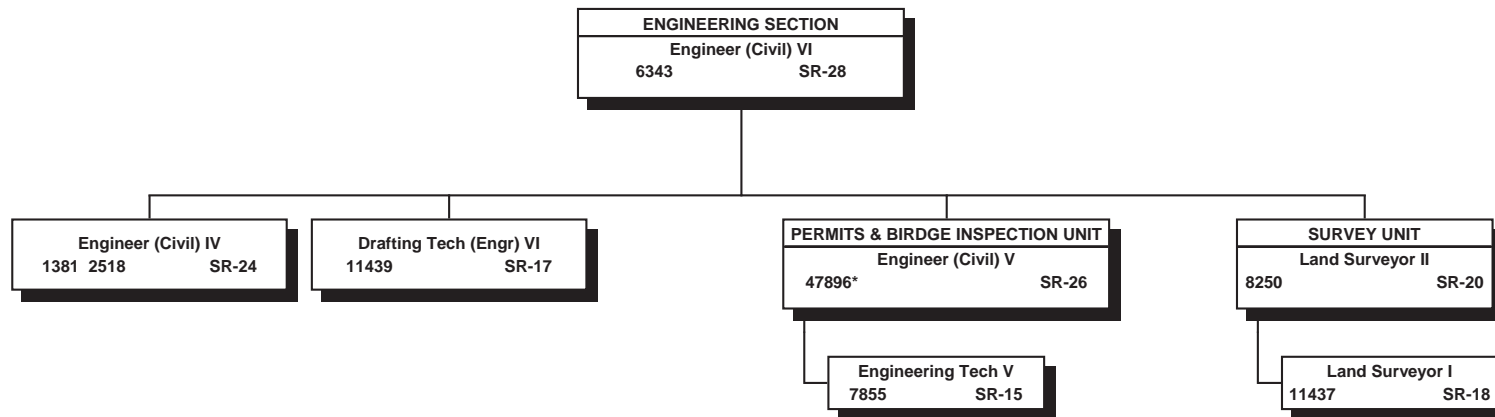 ENGINEERING SECTION
Engineer (Civil) VI
6343 SR-28
Engineer (Civil) IV
1381 2518 SR-24
Drafting Tech (Engr) VI
11439 SR-17
PERMITS & BIRDGE INSPECTION UNIT
Engineer (Civil) V
47896* SR-26
SURVEY UNIT
Land Surveyor II
8250 SR-20
Engineering Tech V
7855 SR-15
Land Surveyor I
11437 SR-18